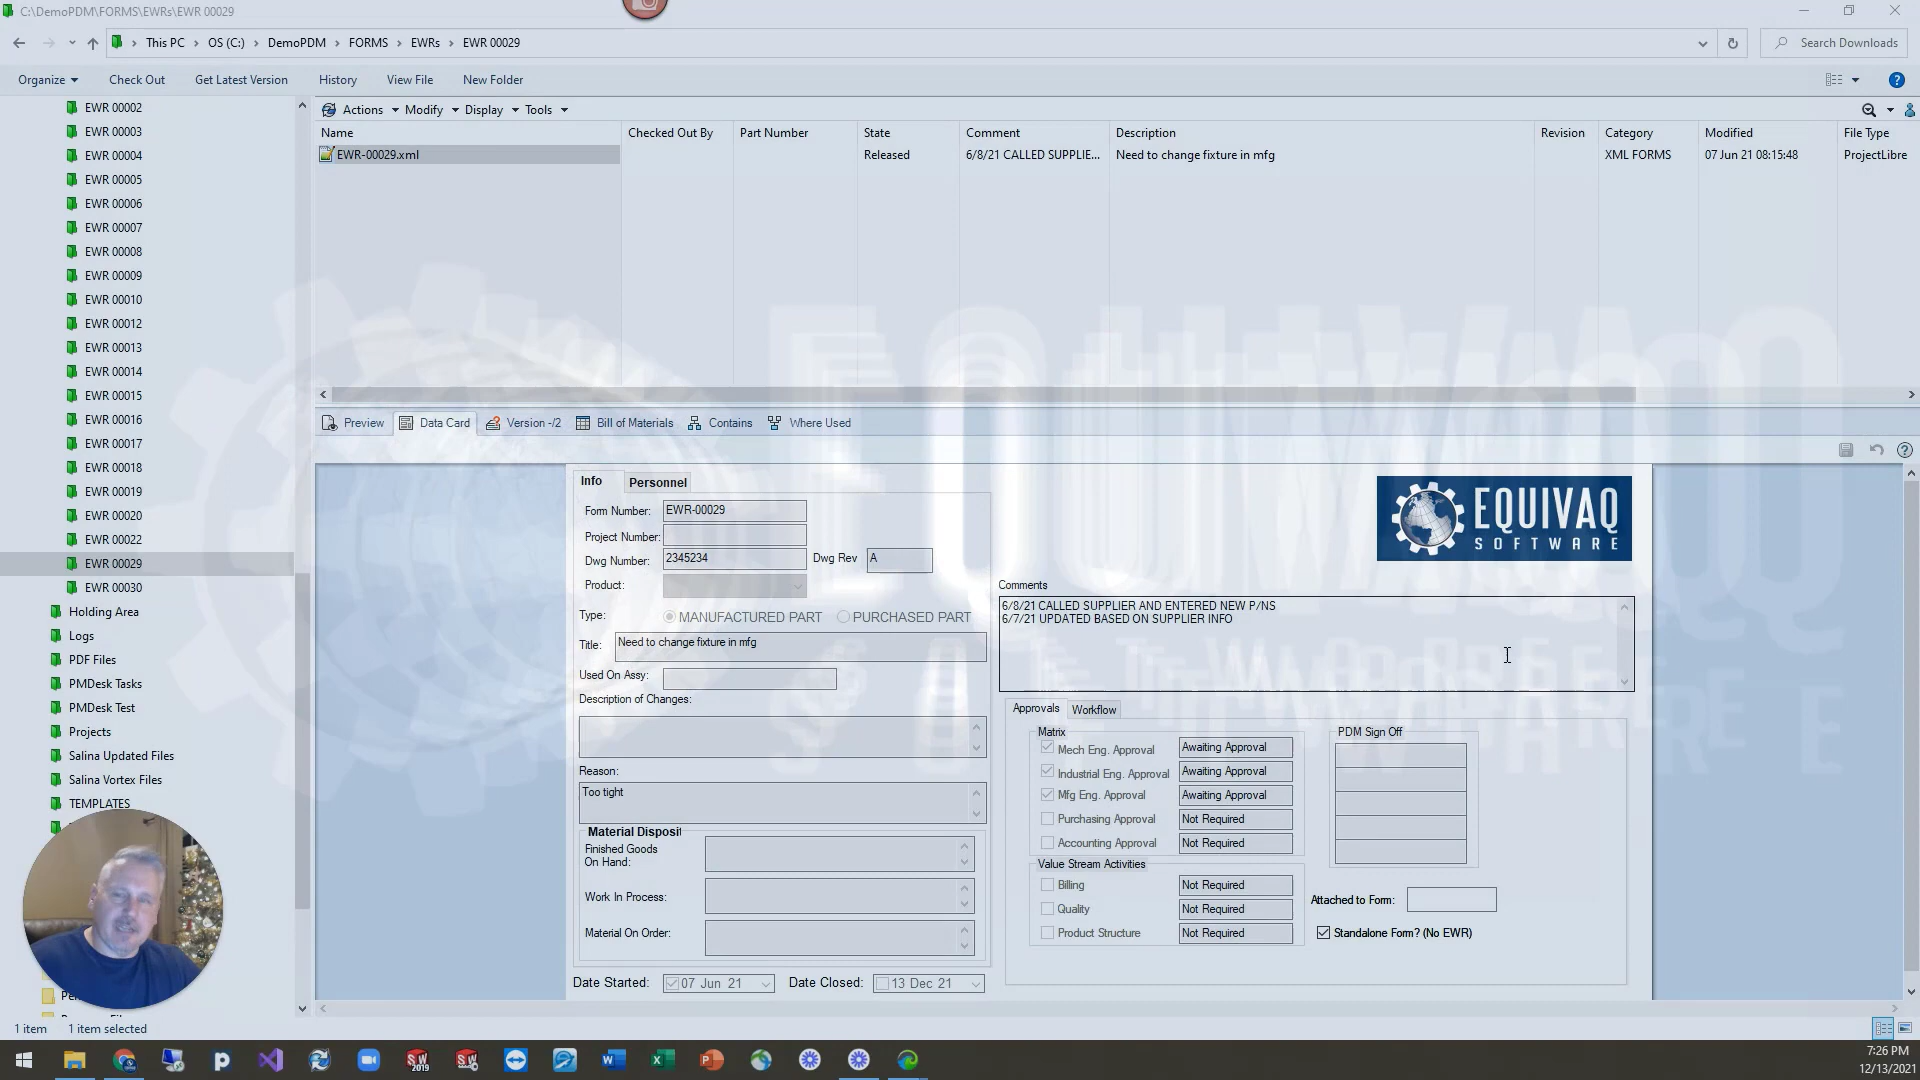 C:\DemoPDM\FORMS\EWRs\EWR 00029
This PC > OS (C:) > DemoPDM > FORMS > EWRs > EWR 00029
Search Downloads
Organize
Check Out
Get Latest Version
History
View File
New Folder
EWR 00002
EWR 00003
EWR 00004
EWR 00005
EWR 00006
EWR 00007
EWR 00008
EWR 00009
EWR 00010
EWR 00012
EWR 00013
EWR 00014
EWR 00015
EWR 00016
EWR 00017
EWR 00018
EWR 00019
EWR 00020
EWR 00022
EWR 00029
EWR 00030
Holding Area
Logs
PDF Files
PMDesk Tasks
PMDesk Test
Projects
Salina Updated Files
Salina Vortex Files
TEMPLATES
Actions Modify Display Tools
Name Checked Out By Part Number State Comment Description Revision Category Modified File Type
EWR-00029.xml Released 6/8/21 CALLED SUPPLIE... Need to change fixture in mfg XML FORMS 07 Jun 21 08:15:48 ProjectLibre
Preview Data Card Version -/2 Bill of Materials Contains Where Used
Info Personnel
Form Number: EWR-00029
Project Number:
Dwg Number: 2345234 Dwg Rev A
Product:
Type: MANUFACTURED PART PURCHASED PART
Title: Need to change fixture in mfg
Used On Assy:
Description of Changes:
Reason:
Too tight
Material Disposit
Finished Goods
On Hand:
Work In Process:
Material On Order:
Date Started: 07 Jun 21 Date Closed: 13 Dec 21
EQUIVAQ
SOFTWARE
Comments
6/8/21 CALLED SUPPLIER AND ENTERED NEW P/NS
6/7/21 UPDATED BASED ON SUPPLIER INFO
Approvals Workflow
Matrix
Mech Eng. Approval Awaiting Approval
Industrial Eng. Approval Awaiting Approval
Mfg Eng. Approval Awaiting Approval
Purchasing Approval Not Required
Accounting Approval Not Required
Value Stream Activities
Billing Not Required
Quality Not Required
Product Structure Not Required
PDM Sign Off
Attached to Form:
Standalone Form? (No EWR)
1 item 1 item selected
7:26 PM
12/13/2021